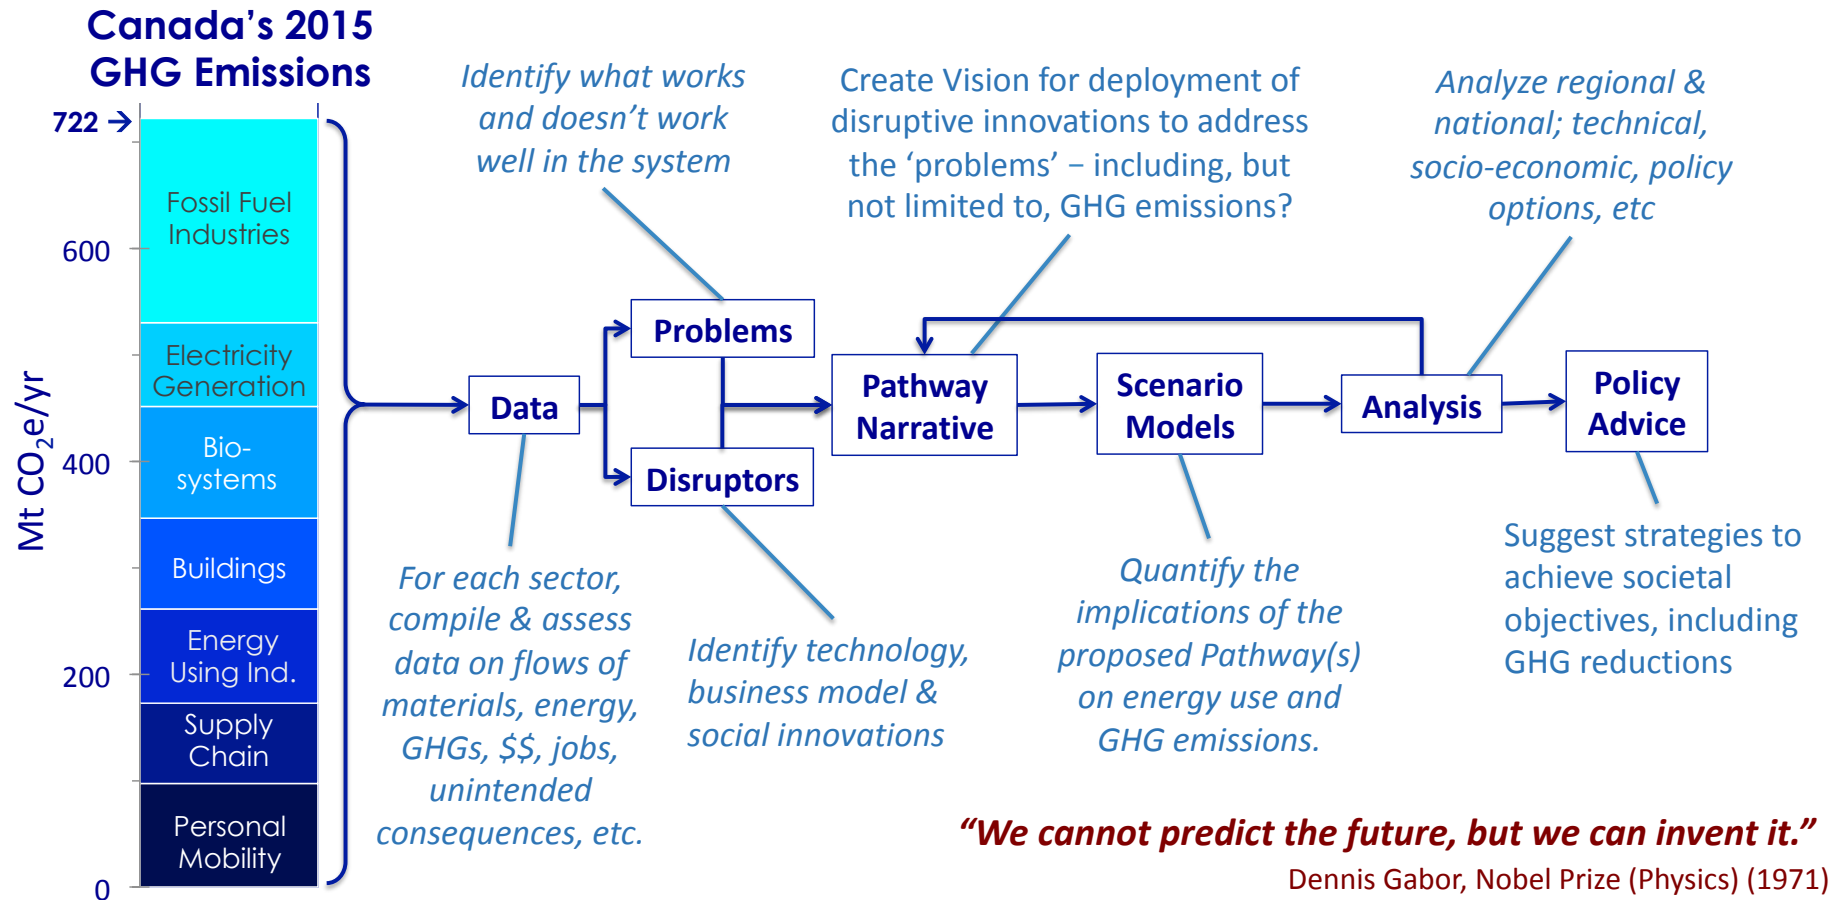 Canada's 2015
GHG Emissions
722 →
600
400
200
0
Mt CO₂e/yr
Fossil Fuel
Industries
Electricity
Generation
Bio-
systems
Buildings
Energy
Using Ind.
Supply
Chain
Personal
Mobility
Identify what works
and doesn't work
well in the system
Create Vision for deployment of
disruptive innovations to address
the ‘problems’ – including, but
not limited to, GHG emissions?
Analyze regional &
national; technical,
socio-economic, policy
options, etc
Data
Problems
Disruptors
Pathway
Narrative
Scenario
Models
Analysis
Policy
Advice
For each sector,
compile & assess
data on flows of
materials, energy,
GHGs, $$, jobs,
unintended
consequences, etc.
Identify technology,
business model &
social innovations
Quantify the
implications of the
proposed Pathway(s)
on energy use and
GHG emissions.
Suggest strategies to
achieve societal
objectives, including
GHG reductions
“We cannot predict the future, but we can invent it.”
Dennis Gabor, Nobel Prize (Physics) (1971)